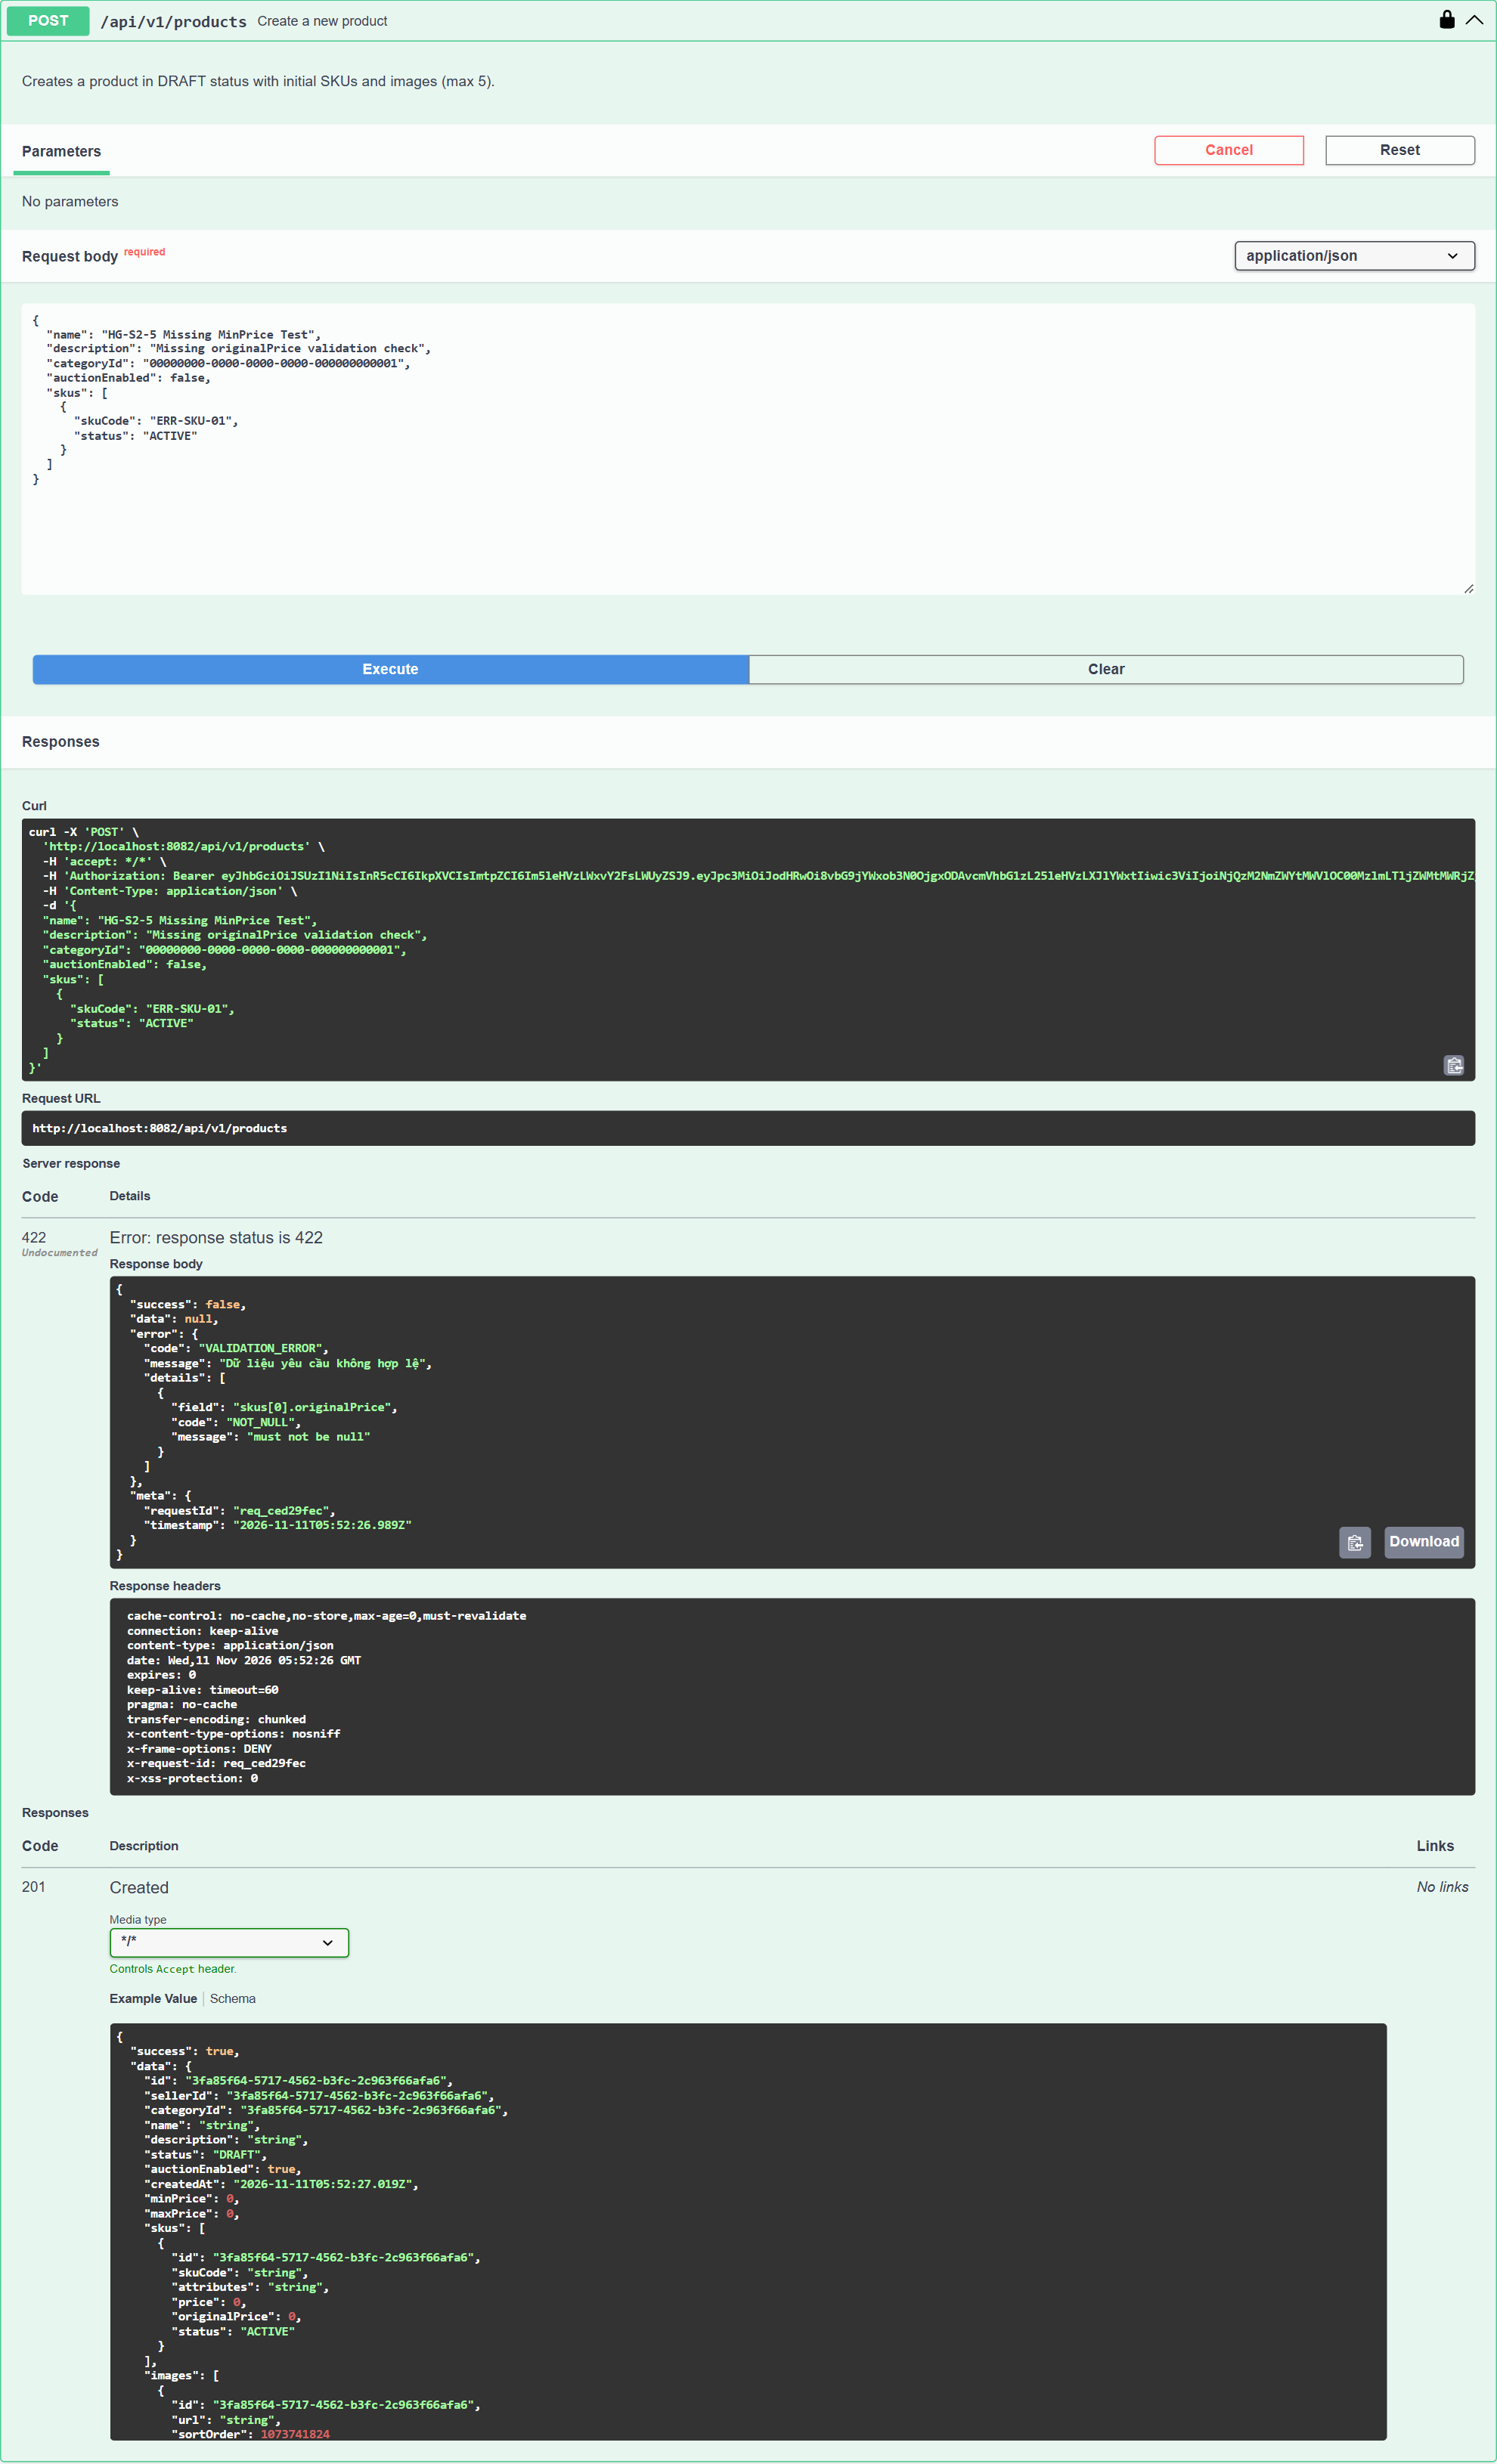 POST /api/v1/products Create a new product
Creates a product in DRAFT status with initial SKUs and images (max 5).
Parameters
Cancel
Reset
No parameters
Request body required
application/json
{
  "name": "HG-S2-5 Missing MinPrice Test",
  "description": "Missing originalPrice validation check",
  "categoryId": "00000000-0000-0000-0000-000000000001",
  "auctionEnabled": false,
  "skus": [
    {
      "skuCode": "ERR-SKU-01",
      "status": "ACTIVE"
    }
  ]
}
Execute
Clear
Responses
Curl
curl -X 'POST' \
  'http://localhost:8082/api/v1/products' \
  -H 'accept: */*' \
  -H 'Authorization: Bearer
  -H 'Content-Type: application/json' \
  -d '{
  "name": "HG-S2-5 Missing MinPrice Test",
  "description": "Missing originalPrice validation check",
  "categoryId": "00000000-0000-0000-0000-000000000001",
  "auctionEnabled": false,
  "skus": [
    {
      "skuCode": "ERR-SKU-01",
      "status": "ACTIVE"
    }
  ]
}'
Request URL
http://localhost:8082/api/v1/products
Server response
Code Details
422 Error: response status is 422
Undocumented
Response body
{
  "success": false,
  "data": null,
  "error": {
    "code": "VALIDATION_ERROR",
    "message": "Dữ liệu yêu cầu không hợp lệ",
    "details": [
      {
        "field": "skus[0].originalPrice",
        "code": "NOT_NULL",
        "message": "must not be null"
      }
    ]
  },
  "meta": {
    "requestId": "req_ced29fec",
    "timestamp": "2026-11-11T05:52:26.989Z"
  }
}
Download
Response headers
cache-control: no-cache,no-store,max-age=0,must-revalidate
connection: keep-alive
content-type: application/json
date: Wed,11 Nov 2026 05:52:26 GMT
expires: 0
keep-alive: timeout=60
pragma: no-cache
transfer-encoding: chunked
x-content-type-options: nosniff
x-frame-options: DENY
x-request-id: req_ced29fec
x-xss-protection: 0
Responses
Code Description Links
201 Created No links
Media type
*/*
Controls Accept header.
Example Value Schema
{
  "success": true,
  "data": {
    "id": "3fa85f64-5717-4562-b3fc-2c963f66afa6",
    "sellerId": "3fa85f64-5717-4562-b3fc-2c963f66afa6",
    "categoryId": "3fa85f64-5717-4562-b3fc-2c963f66afa6",
    "name": "string",
    "description": "string",
    "status": "DRAFT",
    "auctionEnabled": true,
    "createdAt": "2026-11-11T05:52:27.019Z",
    "minPrice": 0,
    "maxPrice": 0,
    "skus": [
      {
        "id": "3fa85f64-5717-4562-b3fc-2c963f66afa6",
        "skuCode": "string",
        "attributes": "string",
        "price": 0,
        "originalPrice": 0,
        "status": "ACTIVE"
      }
    ],
    "images": [
      {
        "id": "3fa85f64-5717-4562-b3fc-2c963f66afa6",
        "url": "string",
        "sortOrder": 1073741824